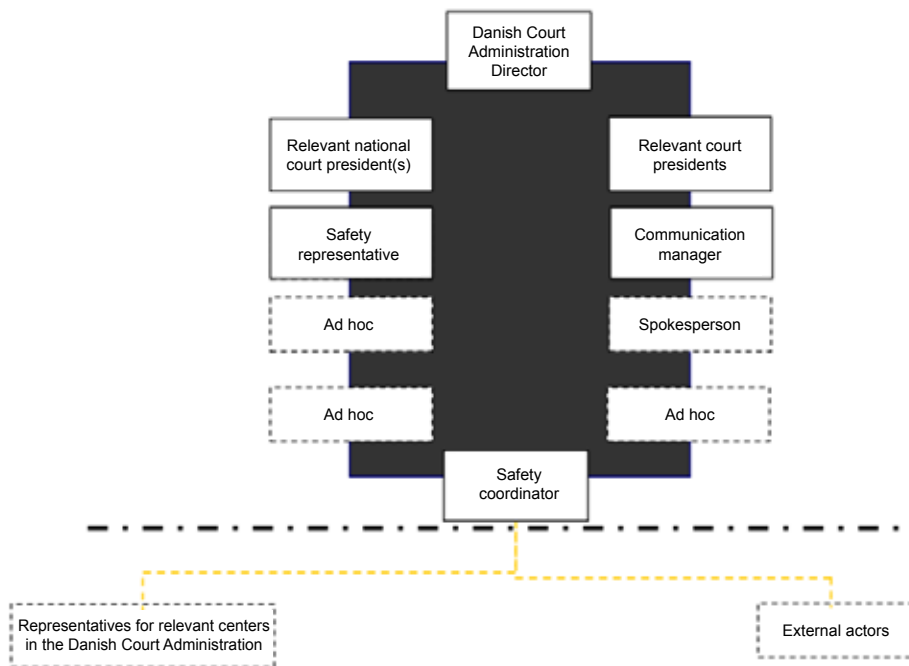 Danish Court
Administration
Director
Relevant national
court president(s)
Relevant court
presidents
Safety
representative
Communication
manager
Ad hoc
Spokesperson
Ad hoc
Ad hoc
Safety
coordinator
Representatives for relevant centers
in the Danish Court Administration
External actors